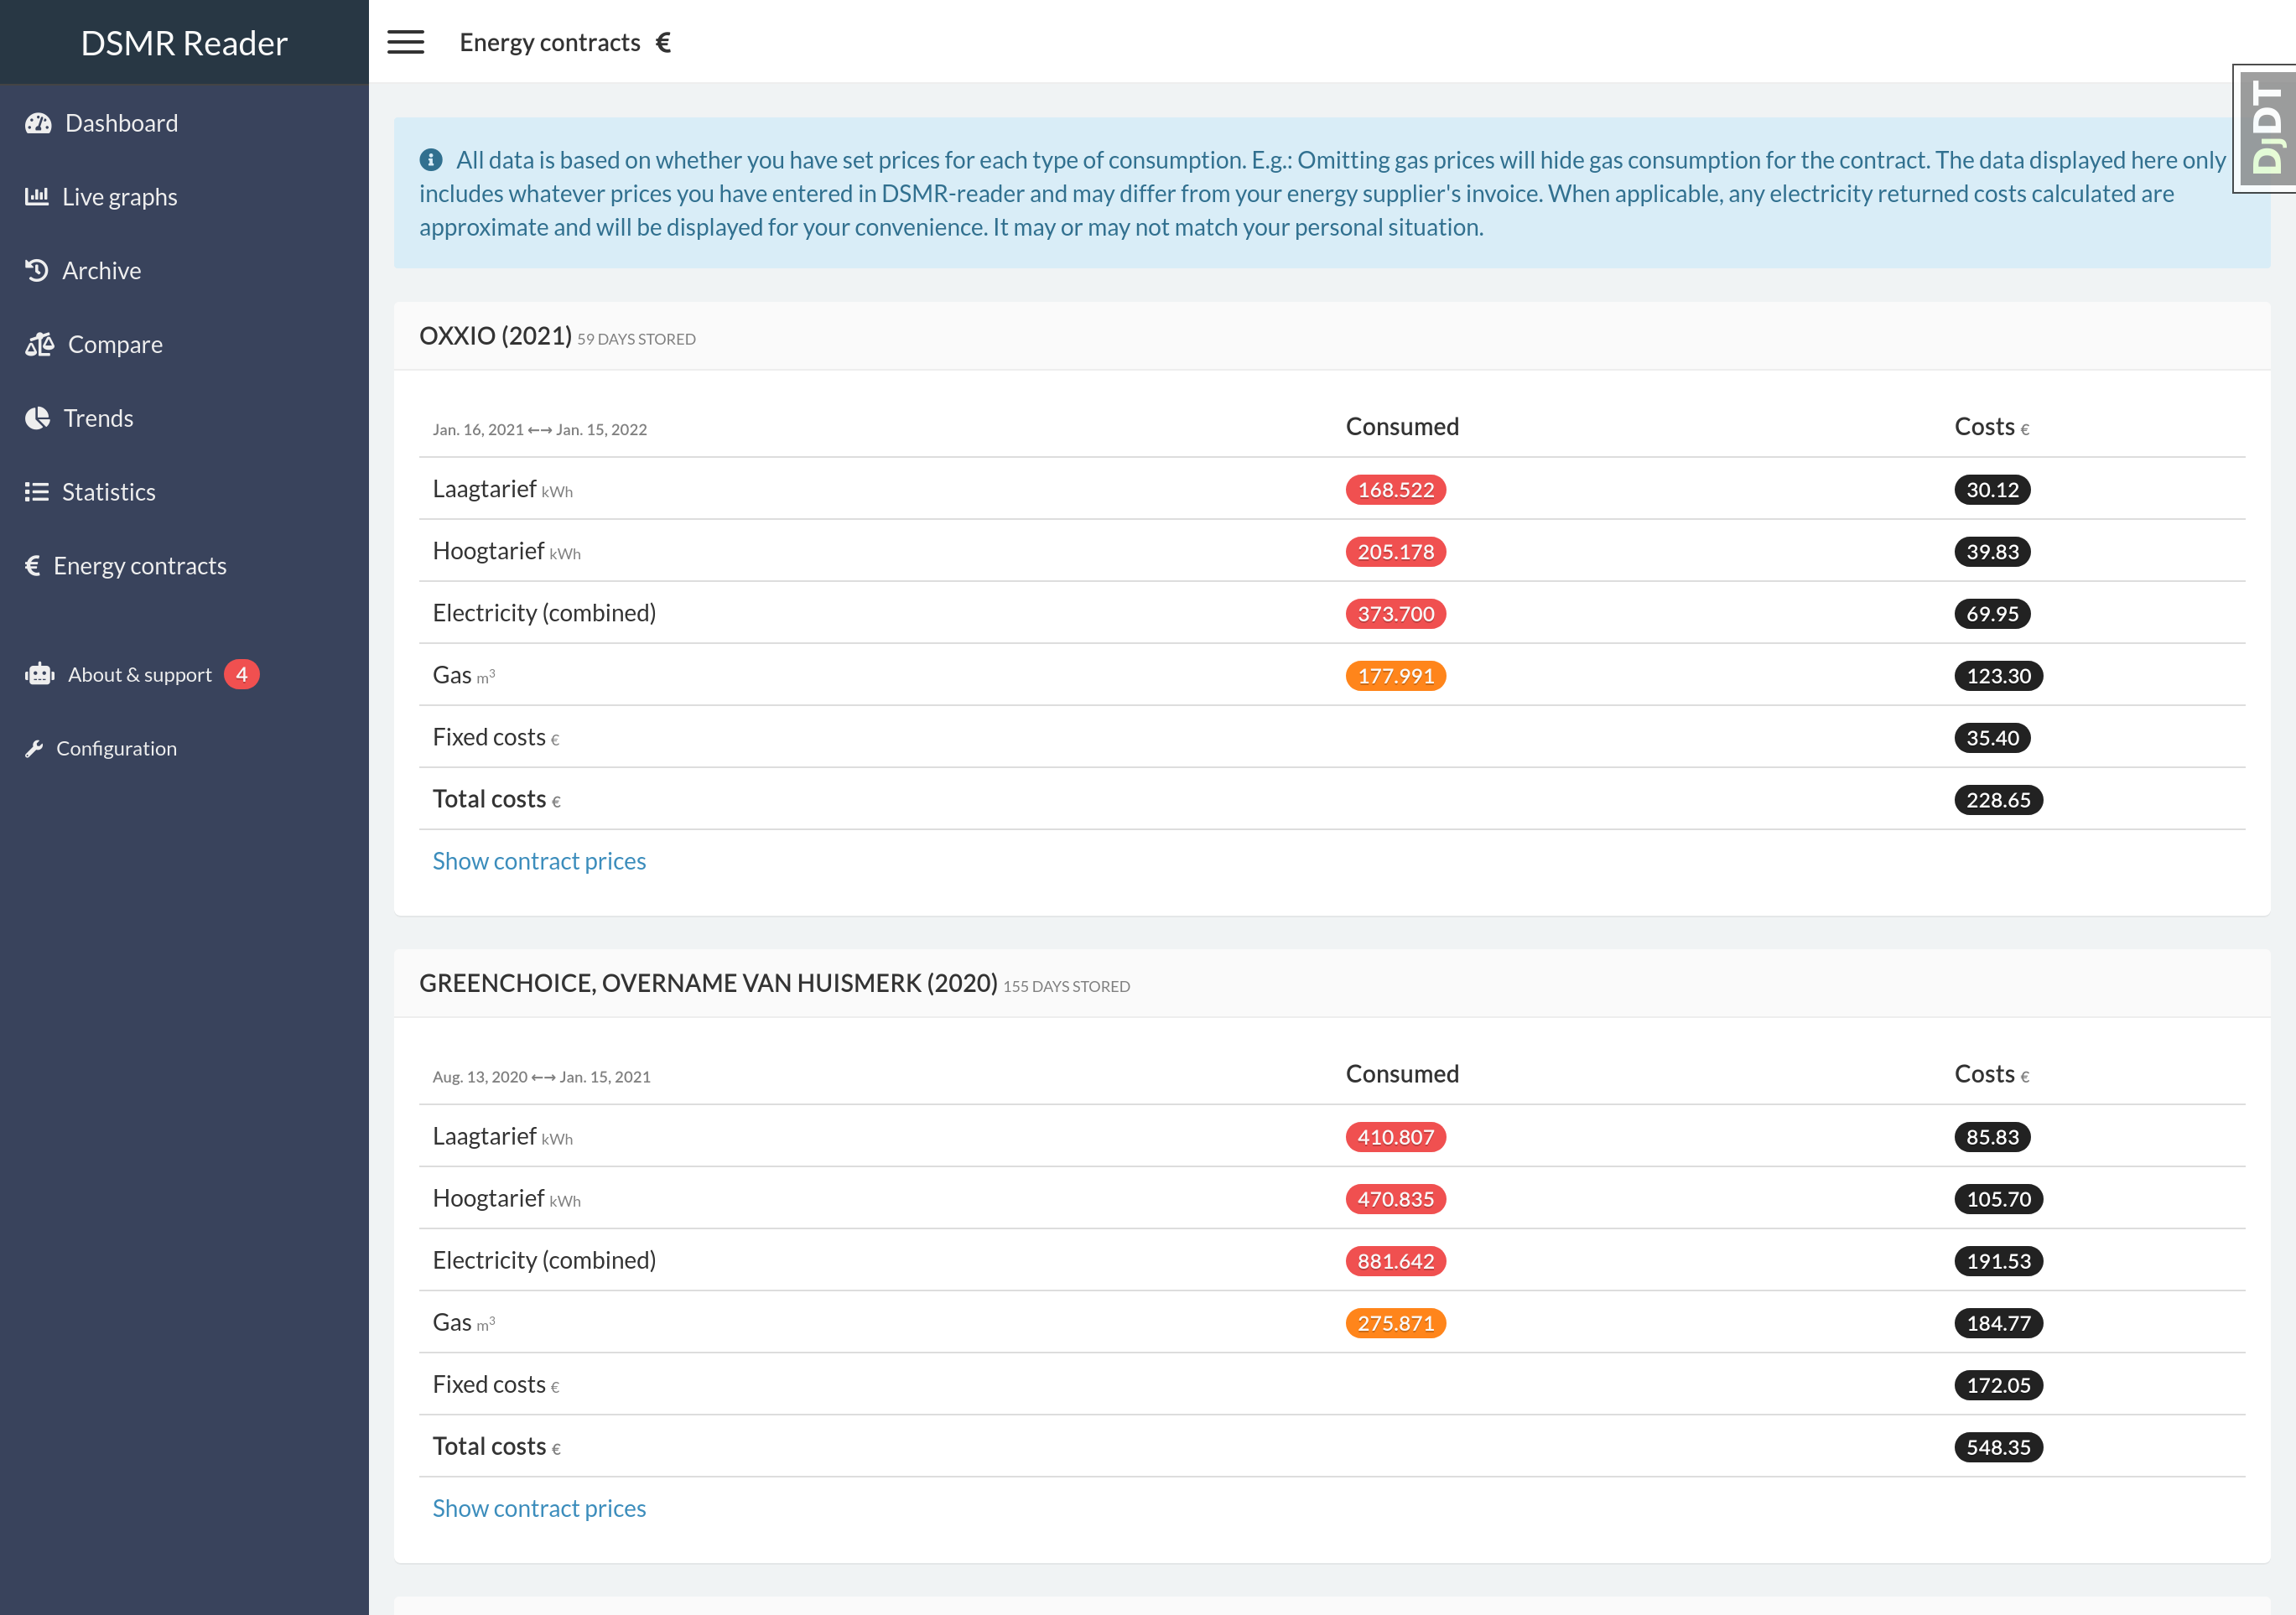 DSMR Reader
Energy contracts €
DjDT
Dashboard
Live graphs
Archive
Compare
Trends
Statistics
€ Energy contracts
About & support 4
Configuration
All data is based on whether you have set prices for each type of consumption. E.g.: Omitting gas prices will hide gas consumption for the contract. The data displayed here only
includes whatever prices you have entered in DSMR-reader and may differ from your energy supplier's invoice. When applicable, any electricity returned costs calculated are
approximate and will be displayed for your convenience. It may or may not match your personal situation.
OXXIO (2021) 59 DAYS STORED
Jan. 16, 2021 ←→ Jan. 15, 2022 Consumed Costs €
Laagtarief kWh 168.522 30.12
Hoogtarief kWh 205.178 39.83
Electricity (combined) 373.700 69.95
Gas m³ 177.991 123.30
Fixed costs € 35.40
Total costs € 228.65
Show contract prices
GREENCHOICE, OVERNAME VAN HUISMERK (2020) 155 DAYS STORED
Aug. 13, 2020 ←→ Jan. 15, 2021 Consumed Costs €
Laagtarief kWh 410.807 85.83
Hoogtarief kWh 470.835 105.70
Electricity (combined) 881.642 191.53
Gas m³ 275.871 184.77
Fixed costs € 172.05
Total costs € 548.35
Show contract prices